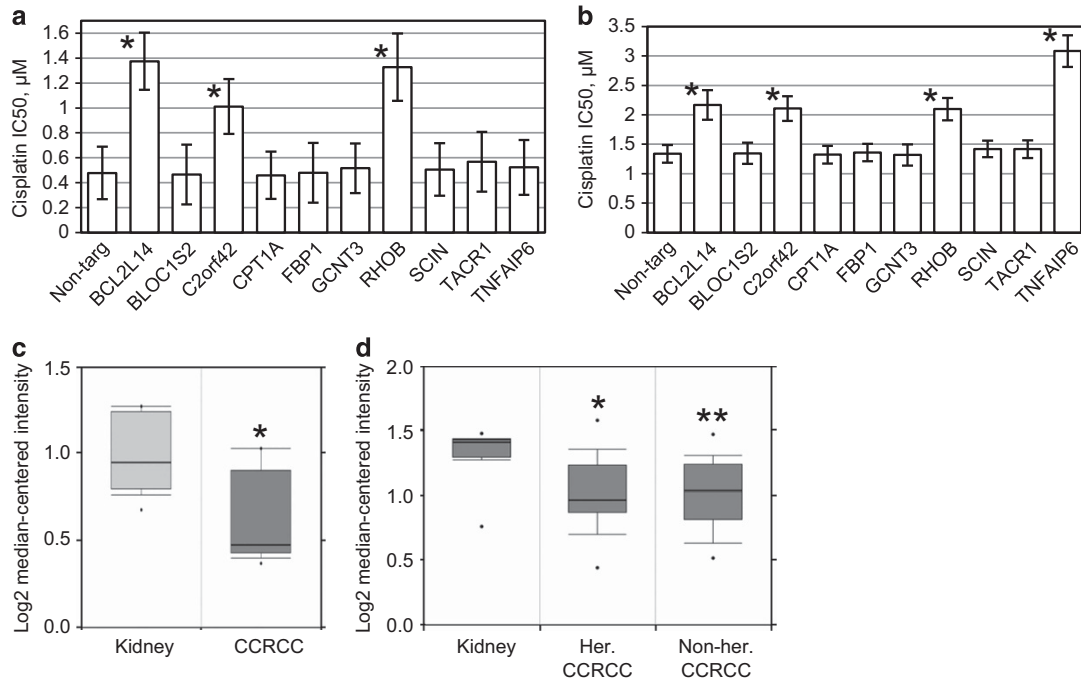 a
Cisplatin IC50, μM
1.6
1.4
1.2
1
0.8
0.6
0.4
0.2
0
*
*
*
Non-targ
BCL2L14
BLOC1S2
C2orf42
CPT1A
FBP1
GCNT3
RHOB
SCIN
TACR1
TNFAIP6
b
Cisplatin IC50, μM
3.5
3
2.5
2
1.5
1
0.5
0
*
*
*
*
Non-targ
BCL2L14
BLOC1S2
C2orf42
CPT1A
FBP1
GCNT3
RHOB
SCIN
TACR1
TNFAIP6
c
Log2 median-centered intensity
1.5
1.0
0.5
0.0
*
Kidney
CCRCC
d
Log2 median-centered intensity
2.0
1.5
1.0
0.5
0.0
*
**
Kidney
Her.
CCRCC
Non-her.
CCRCC